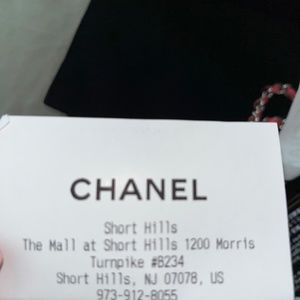 CHANEL
Short Hills
The Mall at Short Hills 1200 Morris
Turnpike #B234
Short Hills, NJ 07078, US
973-912-8055